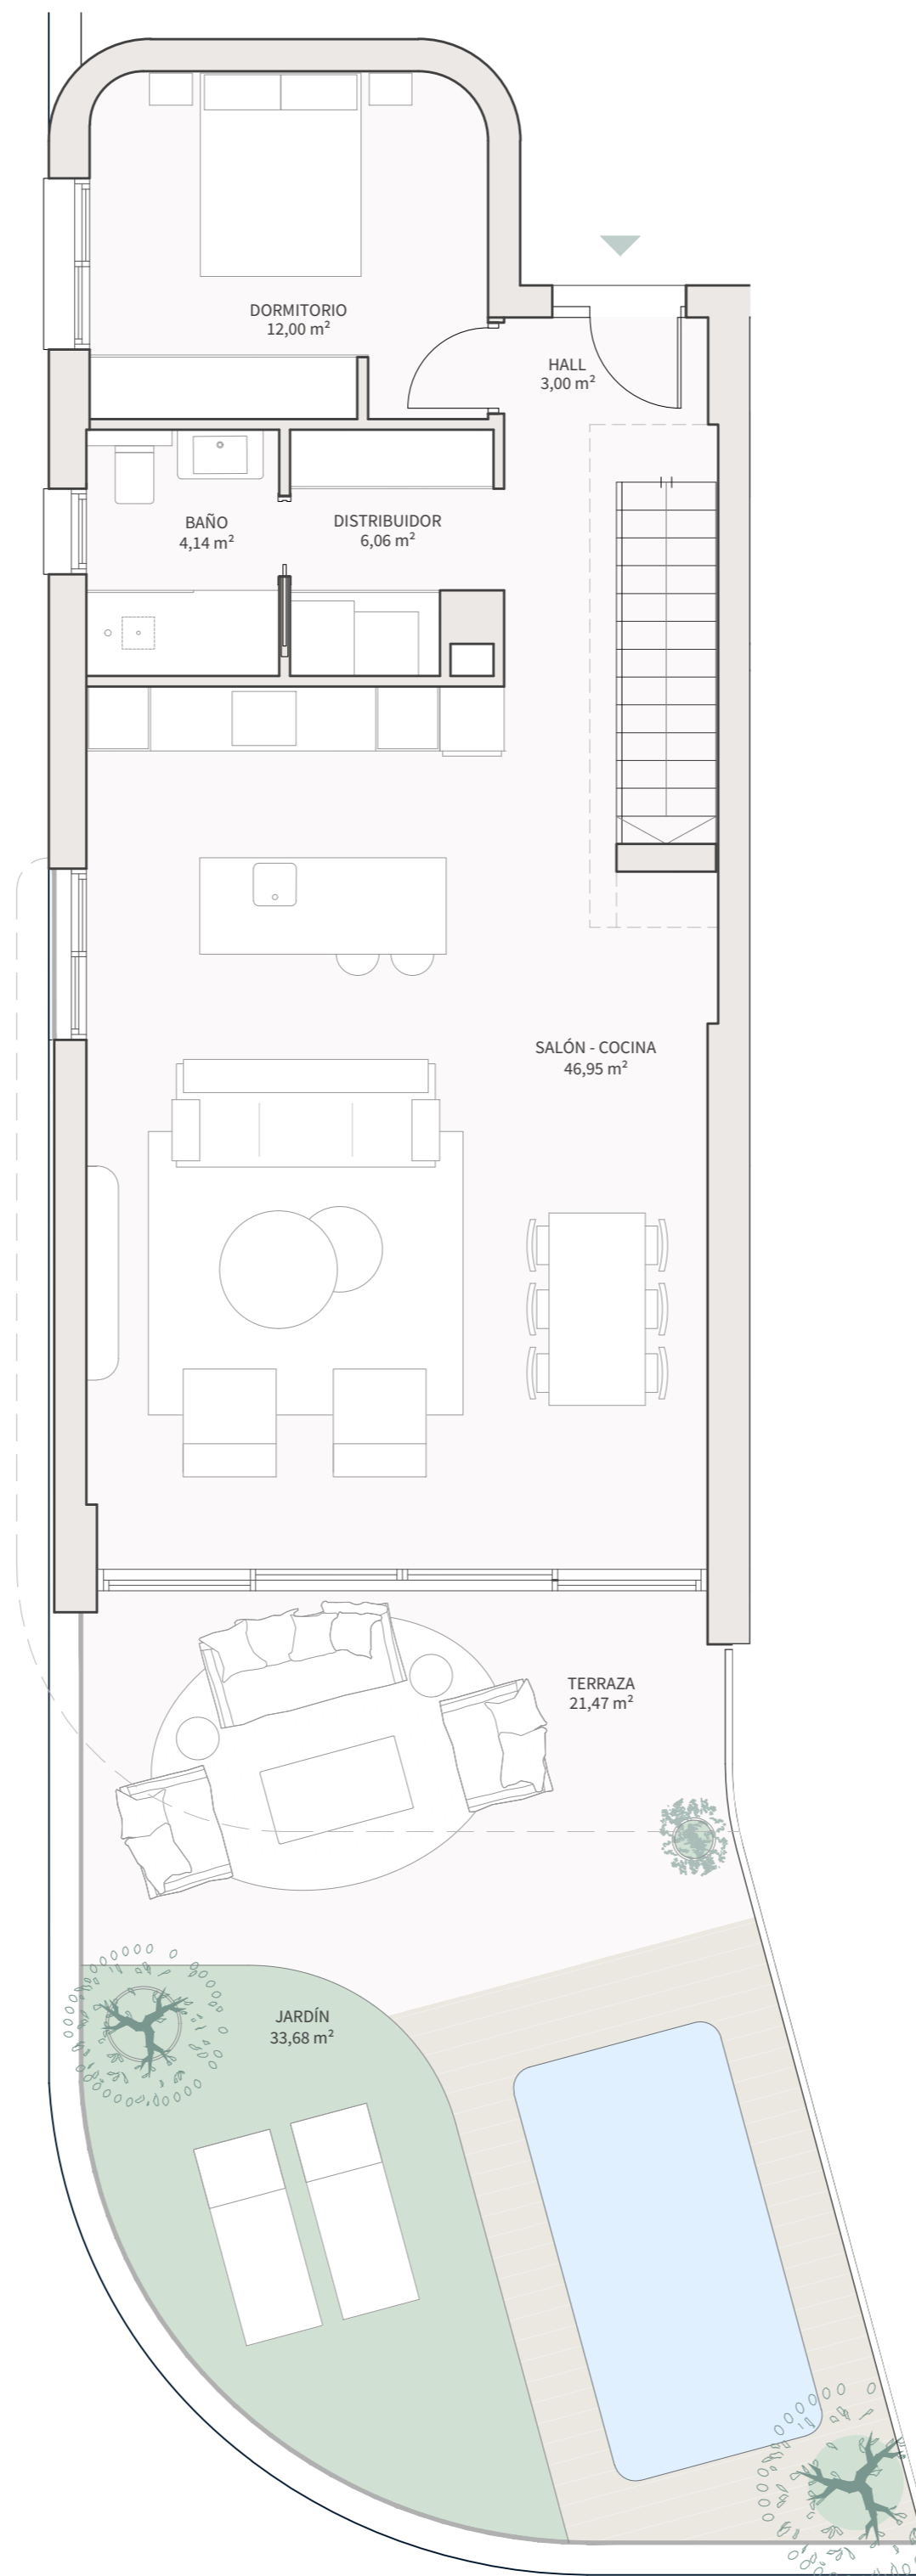 DORMITORIO
12,00 m²
HALL
3,00 m²
BAÑO
4,14 m²
DISTRIBUIDOR
6,06 m²
SALÓN - COCINA
46,95 m²
TERRAZA
21,47 m²
JARDÍN
33,68 m²